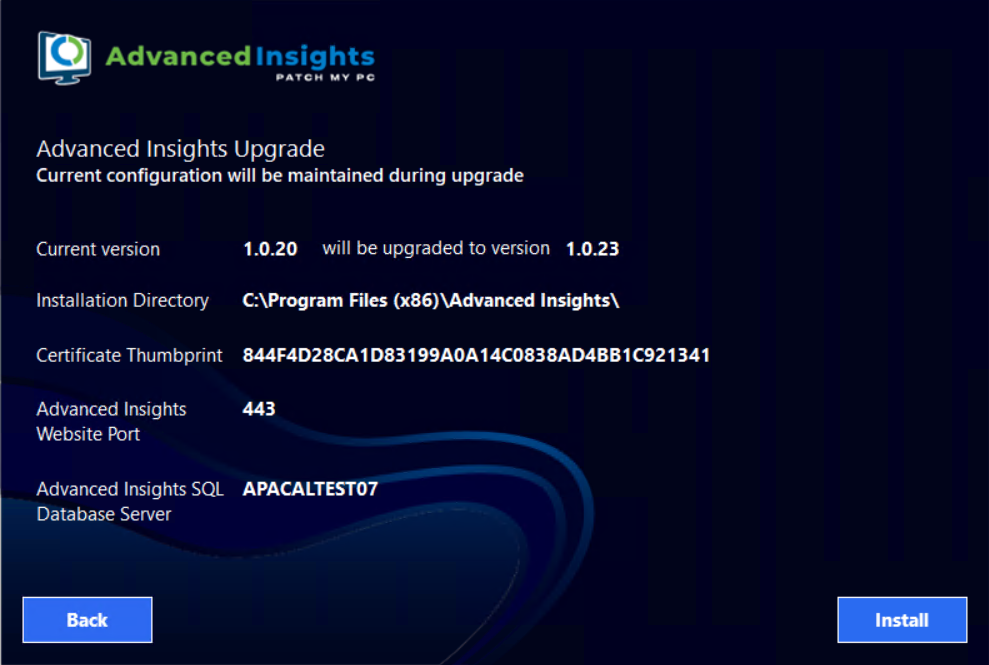 Advanced Insights
PATCH MY PC
Advanced Insights Upgrade
Current configuration will be maintained during upgrade
Current version 1.0.20 will be upgraded to version 1.0.23
Installation Directory C:\Program Files (x86)\Advanced Insights\
Certificate Thumbprint 844F4D28CA1D83199A0A14C0838AD4BB1C921341
Advanced Insights 443
Website Port
Advanced Insights SQL APACALTEST07
Database Server
Back Install